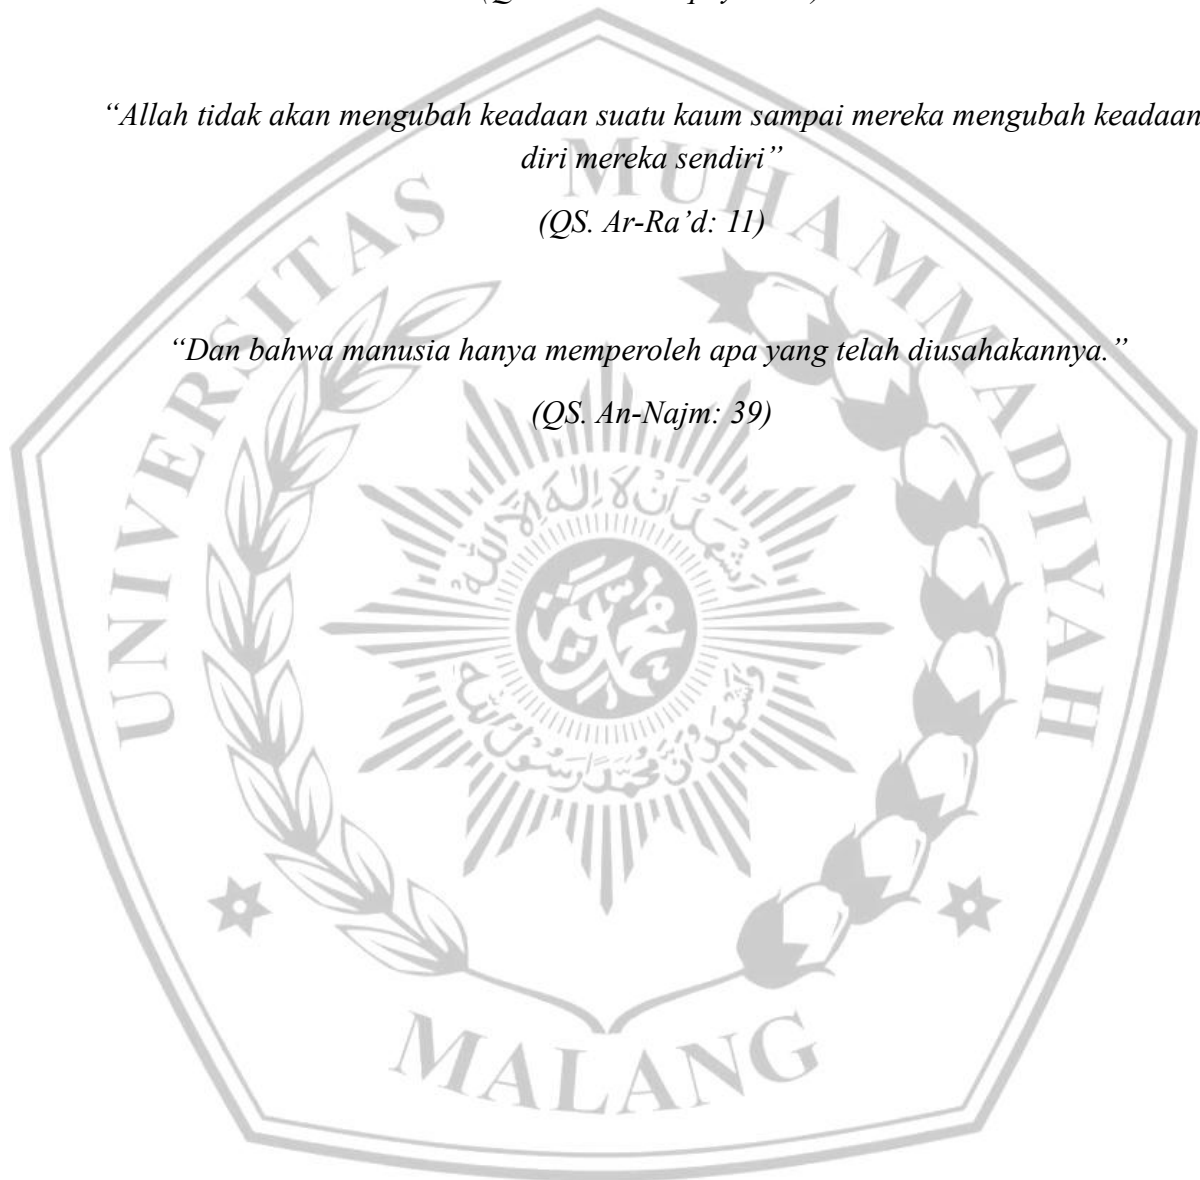 “Allah tidak akan mengubah keadaan suatu kaum sampai mereka mengubah keadaan
diri mereka sendiri”
(QS. Ar-Ra’d: 11)
“Dan bahwa manusia hanya memperoleh apa yang telah diusahakannya.”
(QS. An-Najm: 39)
UNIVERSITAS MUHAMMADIYAH
MALANG